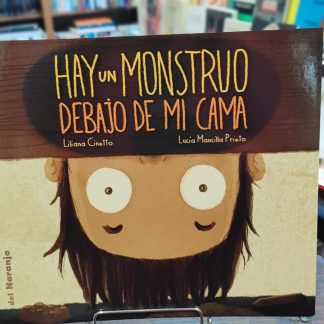 HAY UN MONSTRUO
DEBAJO DE MI CAMA
Liliana Cinetto
Lucía Mancilla Prieto
del Naranjo